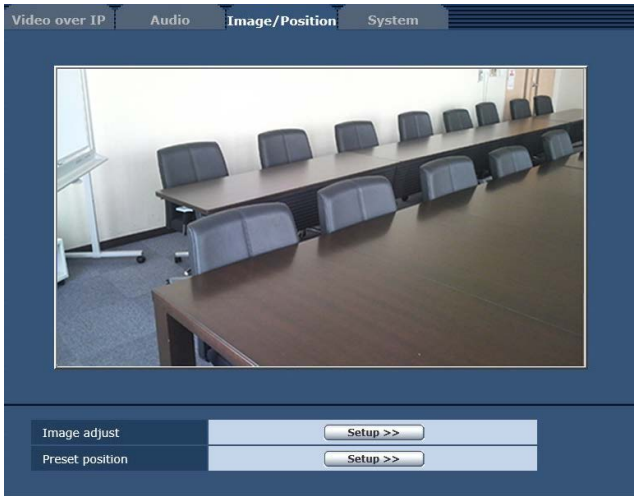 Video over IP Audio Image/Position System
Image adjust Setup >>
Preset position Setup >>